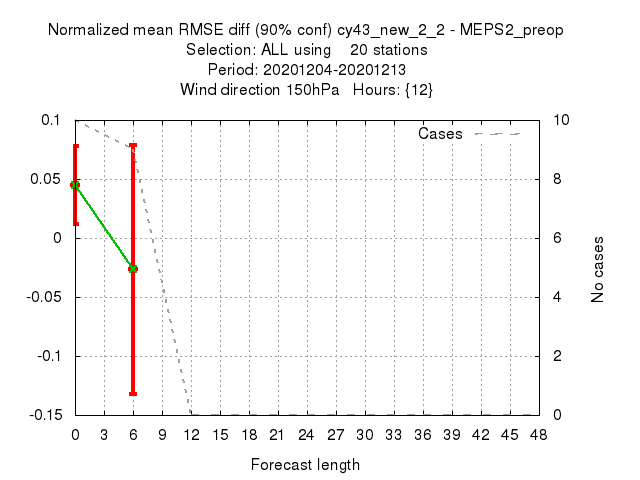 Normalized mean RMSE diff (90% conf) cy43_new_2_2 - MEPS2_preop
Selection: ALL using 20 stations
Period: 20201204-20201213
Wind direction 150hPa Hours: {12}
Cases
0.1
0.05
0
-0.05
-0.1
-0.15
10
8
6
4
2
0
No cases
0 3 6 9 12 15 18 21 24 27 30 33 36 39 42 45 48
Forecast length